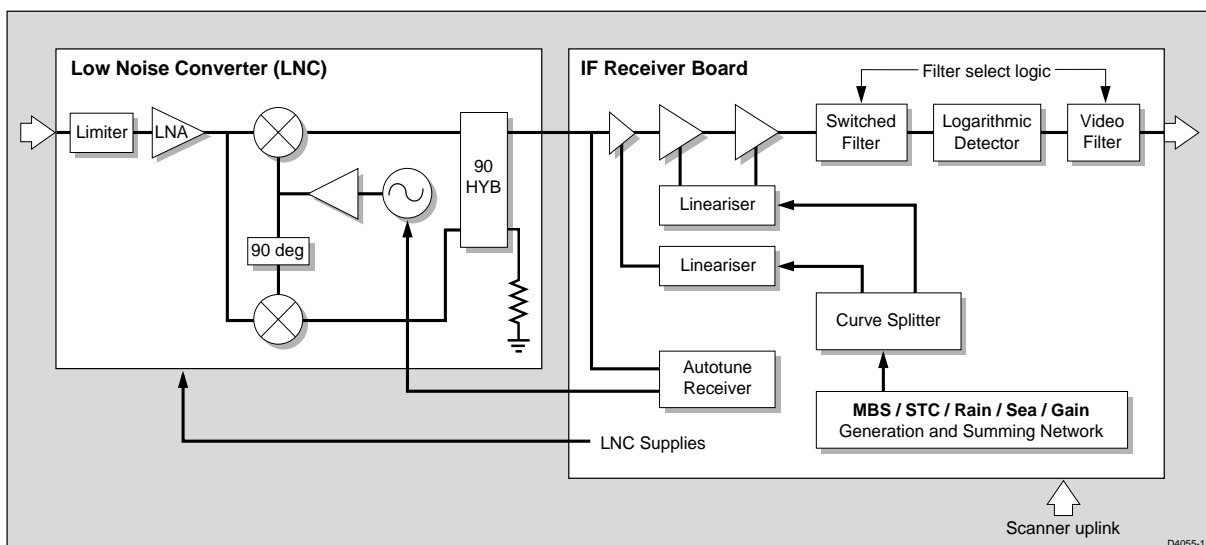 Low Noise Converter (LNC)
Limiter
LNA
90 deg
90
HYB
IF Receiver Board
Filter select logic
Switched
Filter
Logarithmic
Detector
Video
Filter
Lineariser
Lineariser
Curve Splitter
Autotune
Receiver
MBS / STC / Rain / Sea / Gain
Generation and Summing Network
LNC Supplies
Scanner uplink
D4055-1